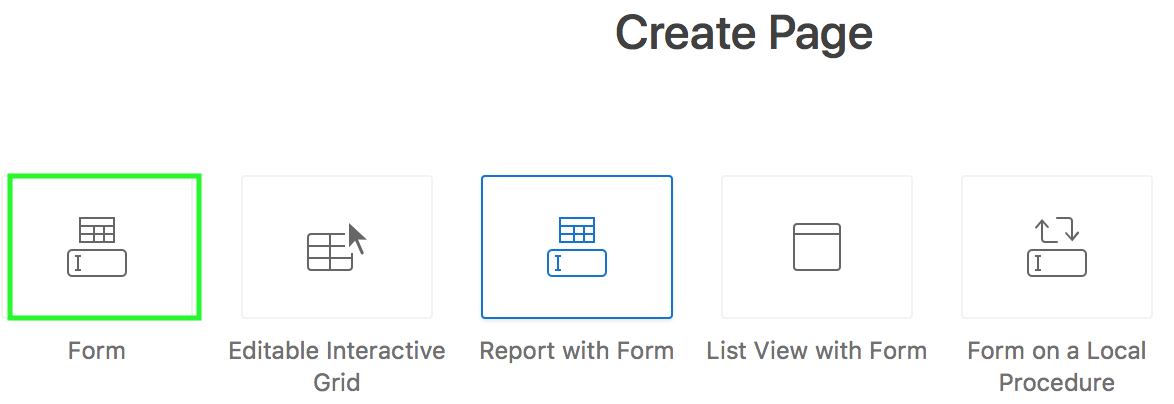 Create Page
Form
Editable Interactive
Grid
Report with Form
List View with Form
Form on a Local
Procedure